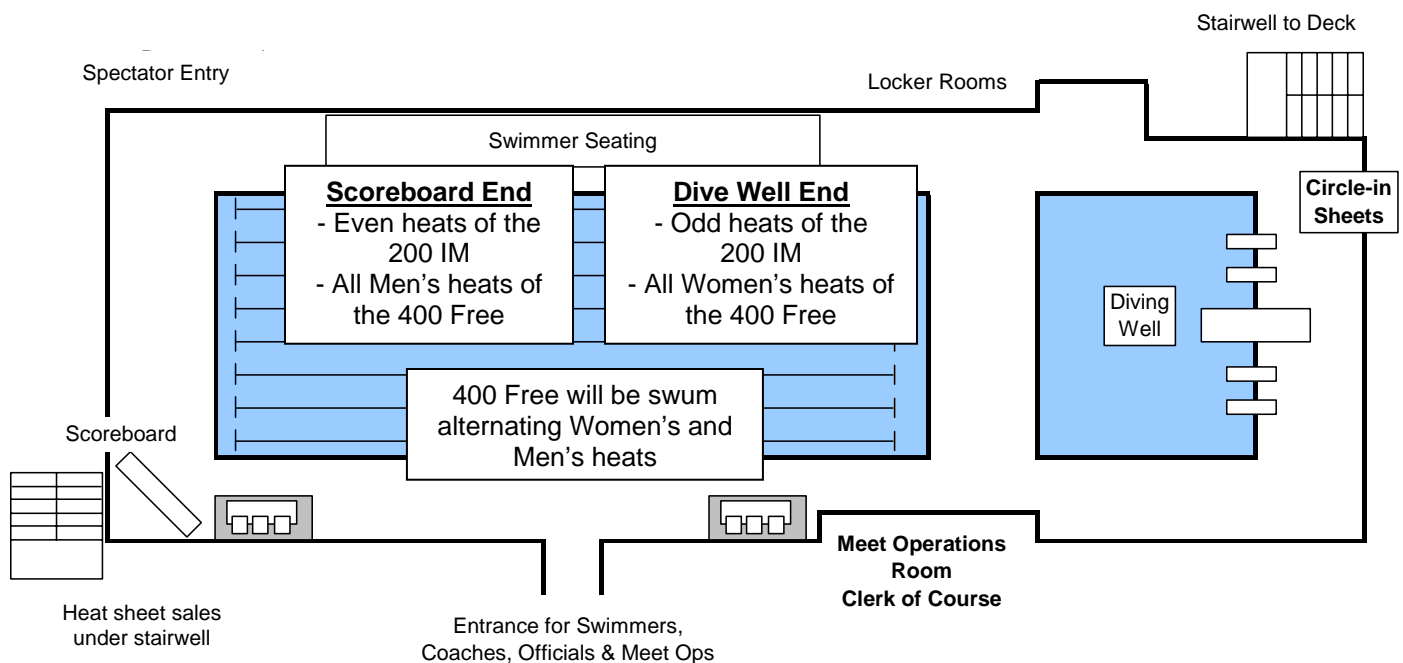 Stairwell to Deck
Spectator Entry
Locker Rooms
Swimmer Seating
Scoreboard End
- Even heats of the
200 IM
- All Men’s heats of
the 400 Free
Dive Well End
- Odd heats of the
200 IM
- All Women’s heats of
the 400 Free
Circle-in
Sheets
Diving
Well
400 Free will be swum
alternating Women’s and
Men’s heats
Scoreboard
Meet Operations
Room
Clerk of Course
Heat sheet sales
under stairwell
Entrance for Swimmers,
Coaches, Officials & Meet Ops